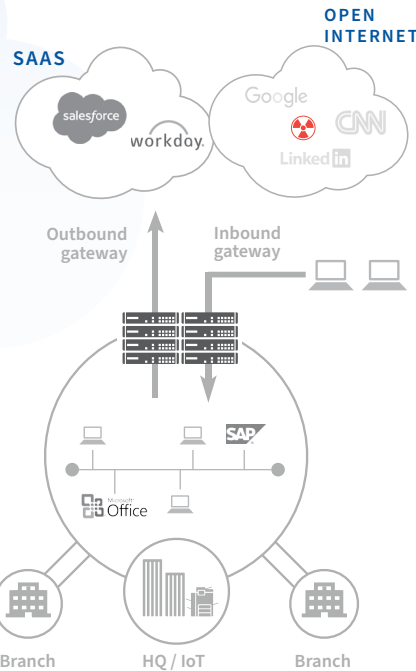 OPEN
INTERNET
SAAS
Google
salesforce
CNN
workday.
Linked in
Outbound
gateway
Inbound
gateway
SAP
Microsoft
Office
Branch
HQ / IoT
Branch